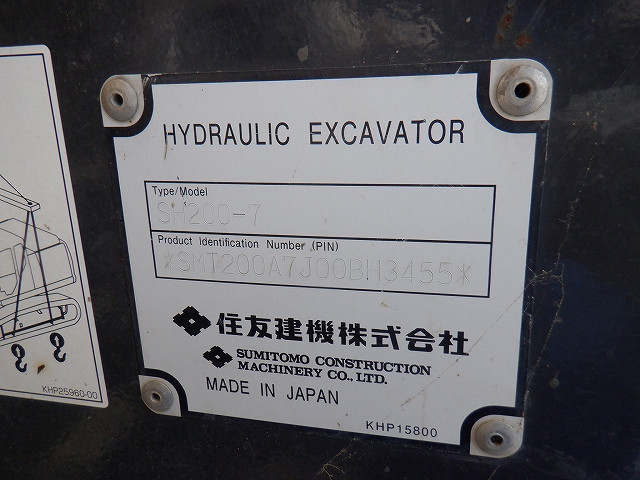 HYDRAULIC EXCAVATOR
Type/Model
SH200-7
Product Identification Number (PIN)
*SMT200A7J00BH3455*
住友建機株式会社
SUMITOMO CONSTRUCTION
MACHINERY CO., LTD.
MADE IN JAPAN
KHP15800
KHP25960-00